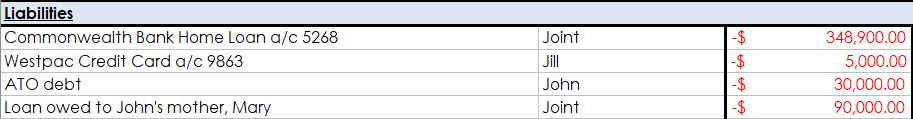 Liabilities
Commonwealth Bank Home Loan a/c 5268 Joint -$ 348,900.00
Westpac Credit Card a/c 9863 Jill -$ 5,000.00
ATO debt John -$ 30,000.00
Loan owed to John's mother, Mary Joint -$ 90,000.00